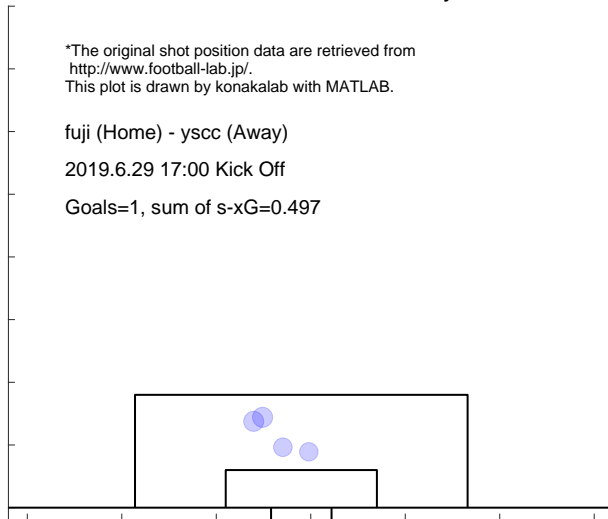 *The original shot position data are retrieved from
http://www.football-lab.jp/.
This plot is drawn by konakalab with MATLAB.
fuji (Home) - yscc (Away)
2019.6.29 17:00 Kick Off
Goals=1, sum of s-xG=0.497